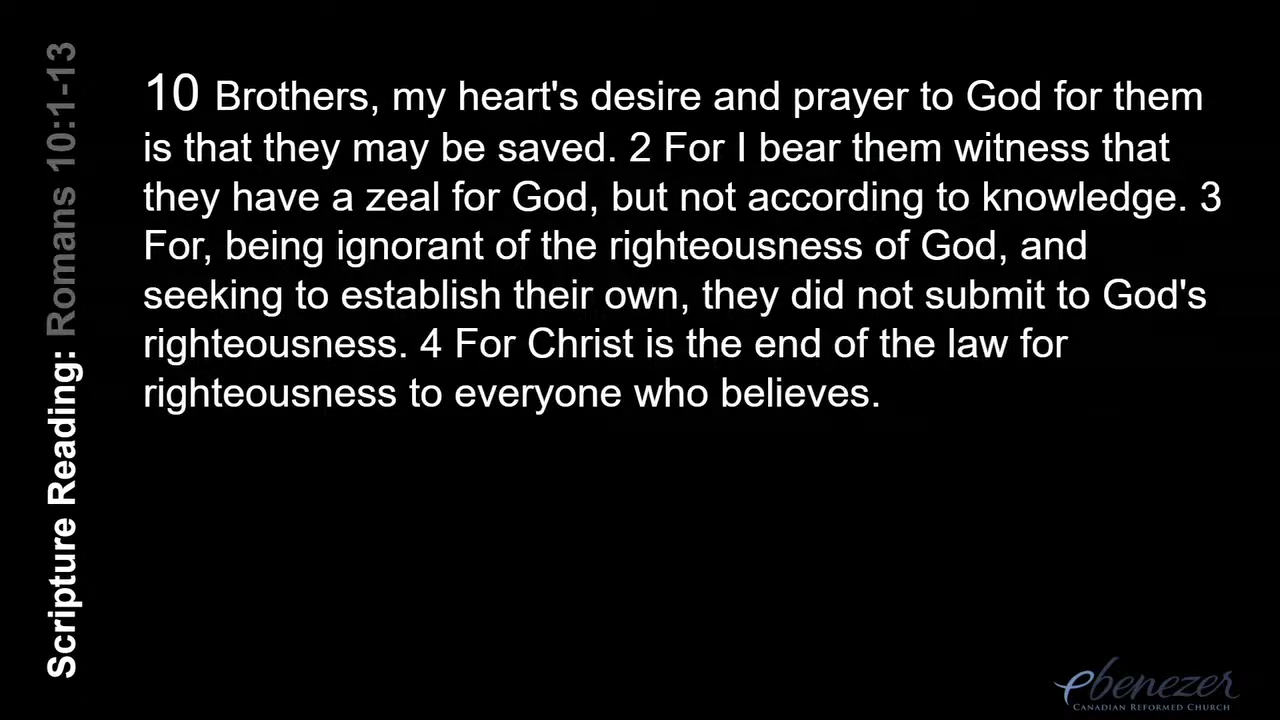 Scripture Reading: Romans 10:1-13
10 Brothers, my heart's desire and prayer to God for them
is that they may be saved. 2 For I bear them witness that
they have a zeal for God, but not according to knowledge. 3
For, being ignorant of the righteousness of God, and
seeking to establish their own, they did not submit to God's
righteousness. 4 For Christ is the end of the law for
righteousness to everyone who believes.
ebenezer
CANADIAN REFORMED CHURCH